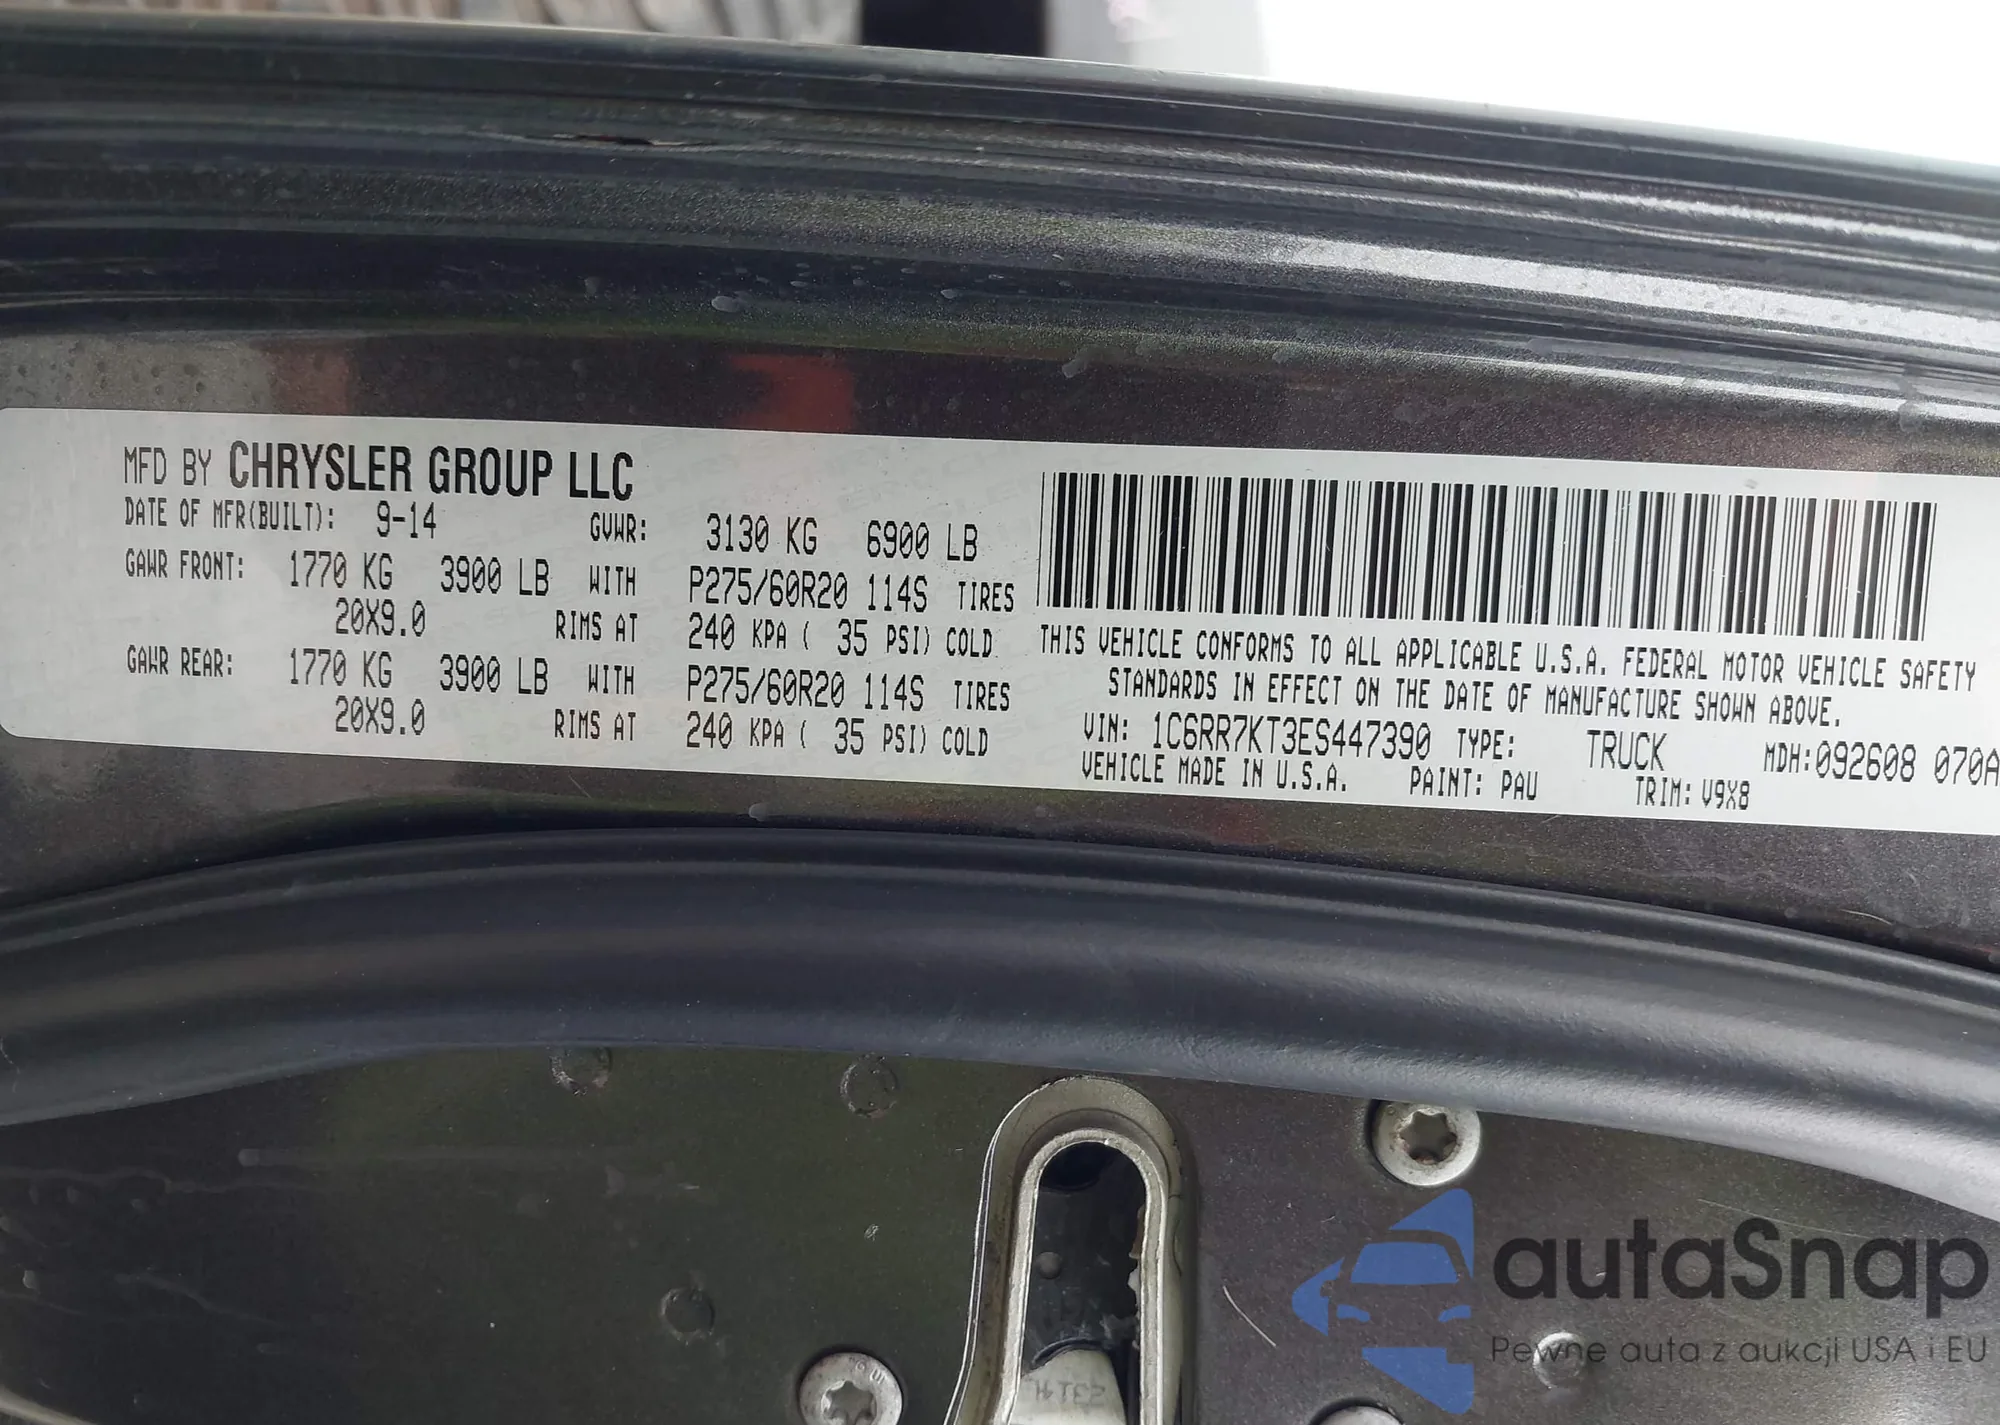 MFD BY CHRYSLER GROUP LLC
DATE OF MFR(BUILT): 9-14 GVWR: 3130 KG 6900 LB
GAWR FRONT: 1770 KG 3900 LB WITH P275/60R20 114S TIRES
20X9.0 RIMS AT 240 KPA ( 35 PSI) COLD
GAWR REAR: 1770 KG 3900 LB WITH P275/60R20 114S TIRES
20X9.0 RIMS AT 240 KPA ( 35 PSI) COLD
THIS VEHICLE CONFORMS TO ALL APPLICABLE U.S.A. FEDERAL MOTOR VEHICLE SAFETY
STANDARDS IN EFFECT ON THE DATE OF MANUFACTURE SHOWN ABOVE.
VIN: 1C6RR7KT3ES447390 TYPE: TRUCK MDH:092608 070A
VEHICLE MADE IN U.S.A. PAINT: PAU TRIM: V9X8
autaSnap
Pewne auta z aukcji USA i EU